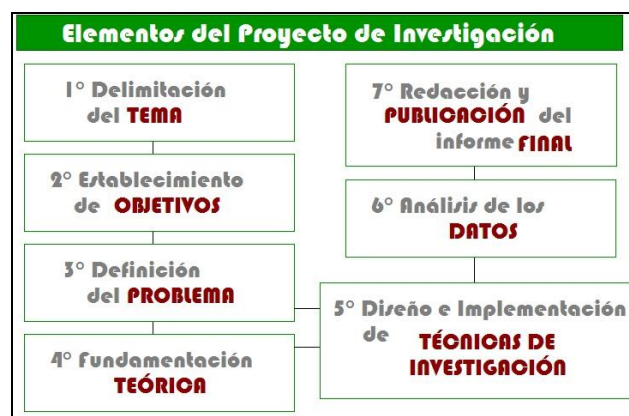 Elementos del Proyecto de Investigación
1° Delimitación
del TEMA
2° Establecimiento
de OBJETIVOS
3° Definición
del PROBLEMA
4° Fundamentación
TEÓRICA
5° Diseño e Implementación
de TÉCNICAS DE
INVESTIGACIÓN
6° Análisis de los
DATOS
7° Redacción y
PUBLICACIÓN del
informe FINAL